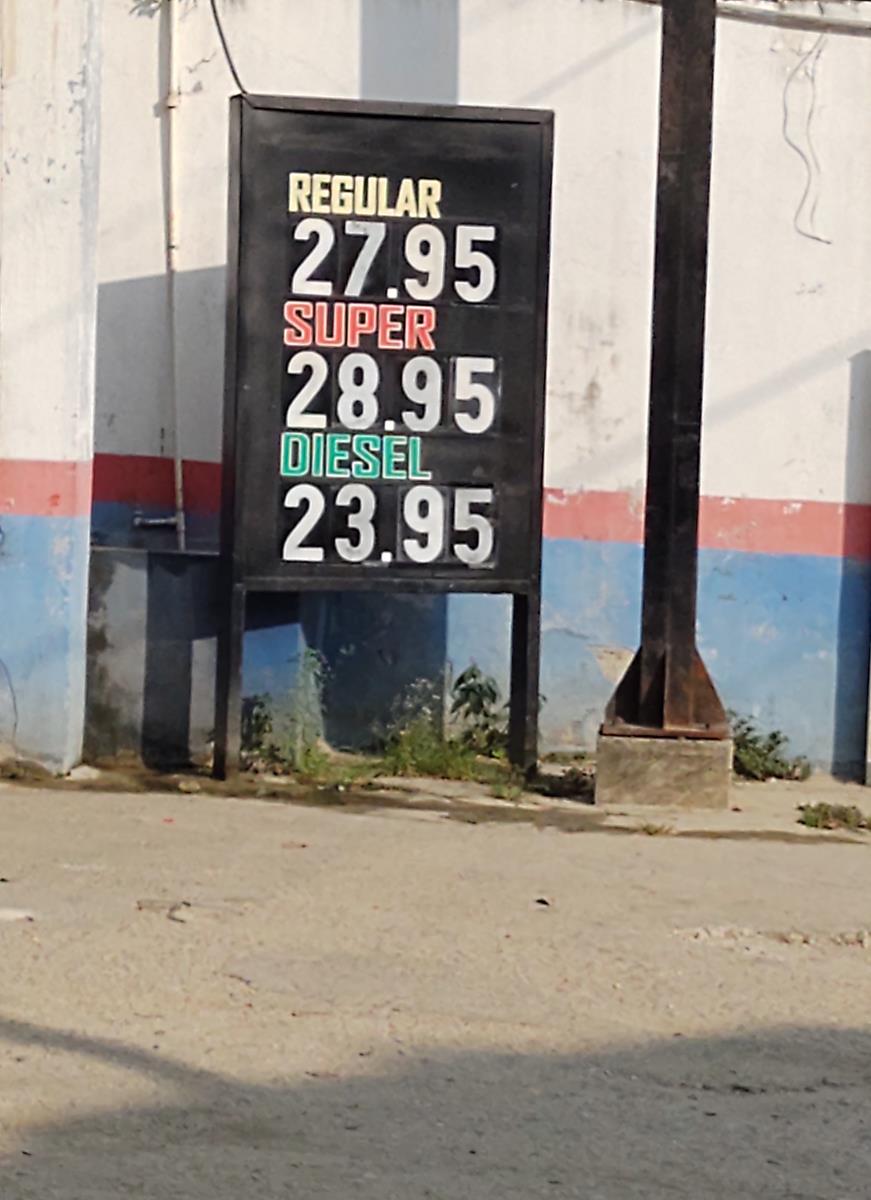 REGULAR
27.95
SUPER
28.95
DIESEL
23.95